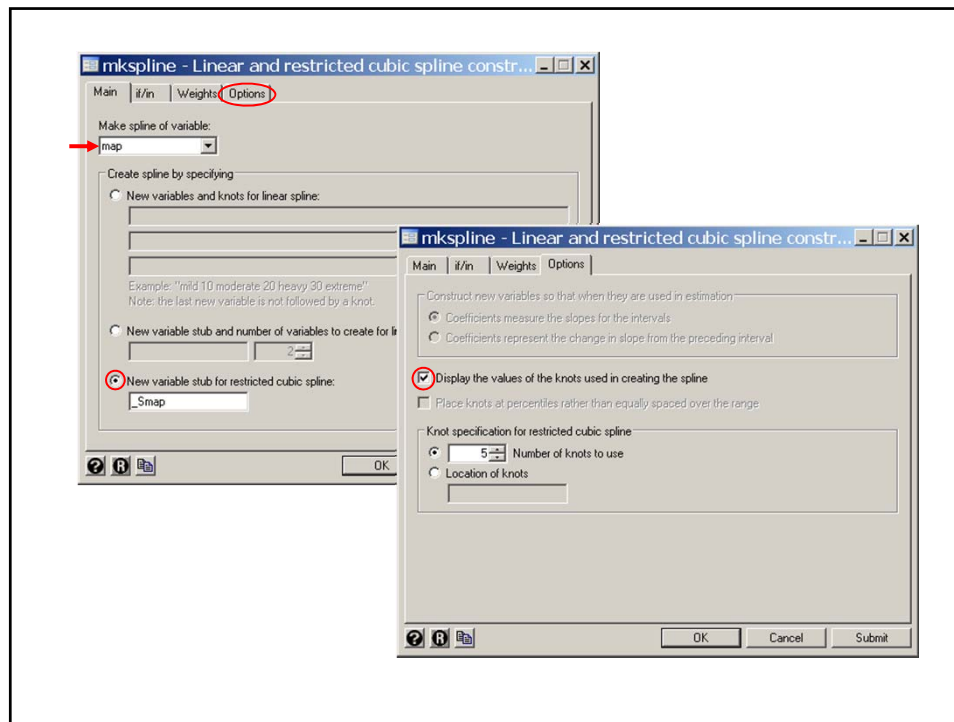 mkspline - Linear and restricted cubic spline constr...
Main if/in Weights Options
Make spline of variable:
map
Create spline by specifying
New variables and knots for linear spline:
Example: "mild 10 moderate 20 heavy 30 extreme"
Note: the last new variable is not followed by a knot.
New variable stub and number of variables to create for li
2
New variable stub for restricted cubic spline:
_Smap
OK
mkspline - Linear and restricted cubic spline constr...
Main if/in Weights Options
Construct new variables so that when they are used in estimation
Coefficients measure the slopes for the intervals
Coefficients represent the change in slope from the preceding interval
Display the values of the knots used in creating the spline
Place knots at percentiles rather than equally spaced over the range
Knot specification for restricted cubic spline
5 Number of knots to use
Location of knots
? R
OK Cancel Submit